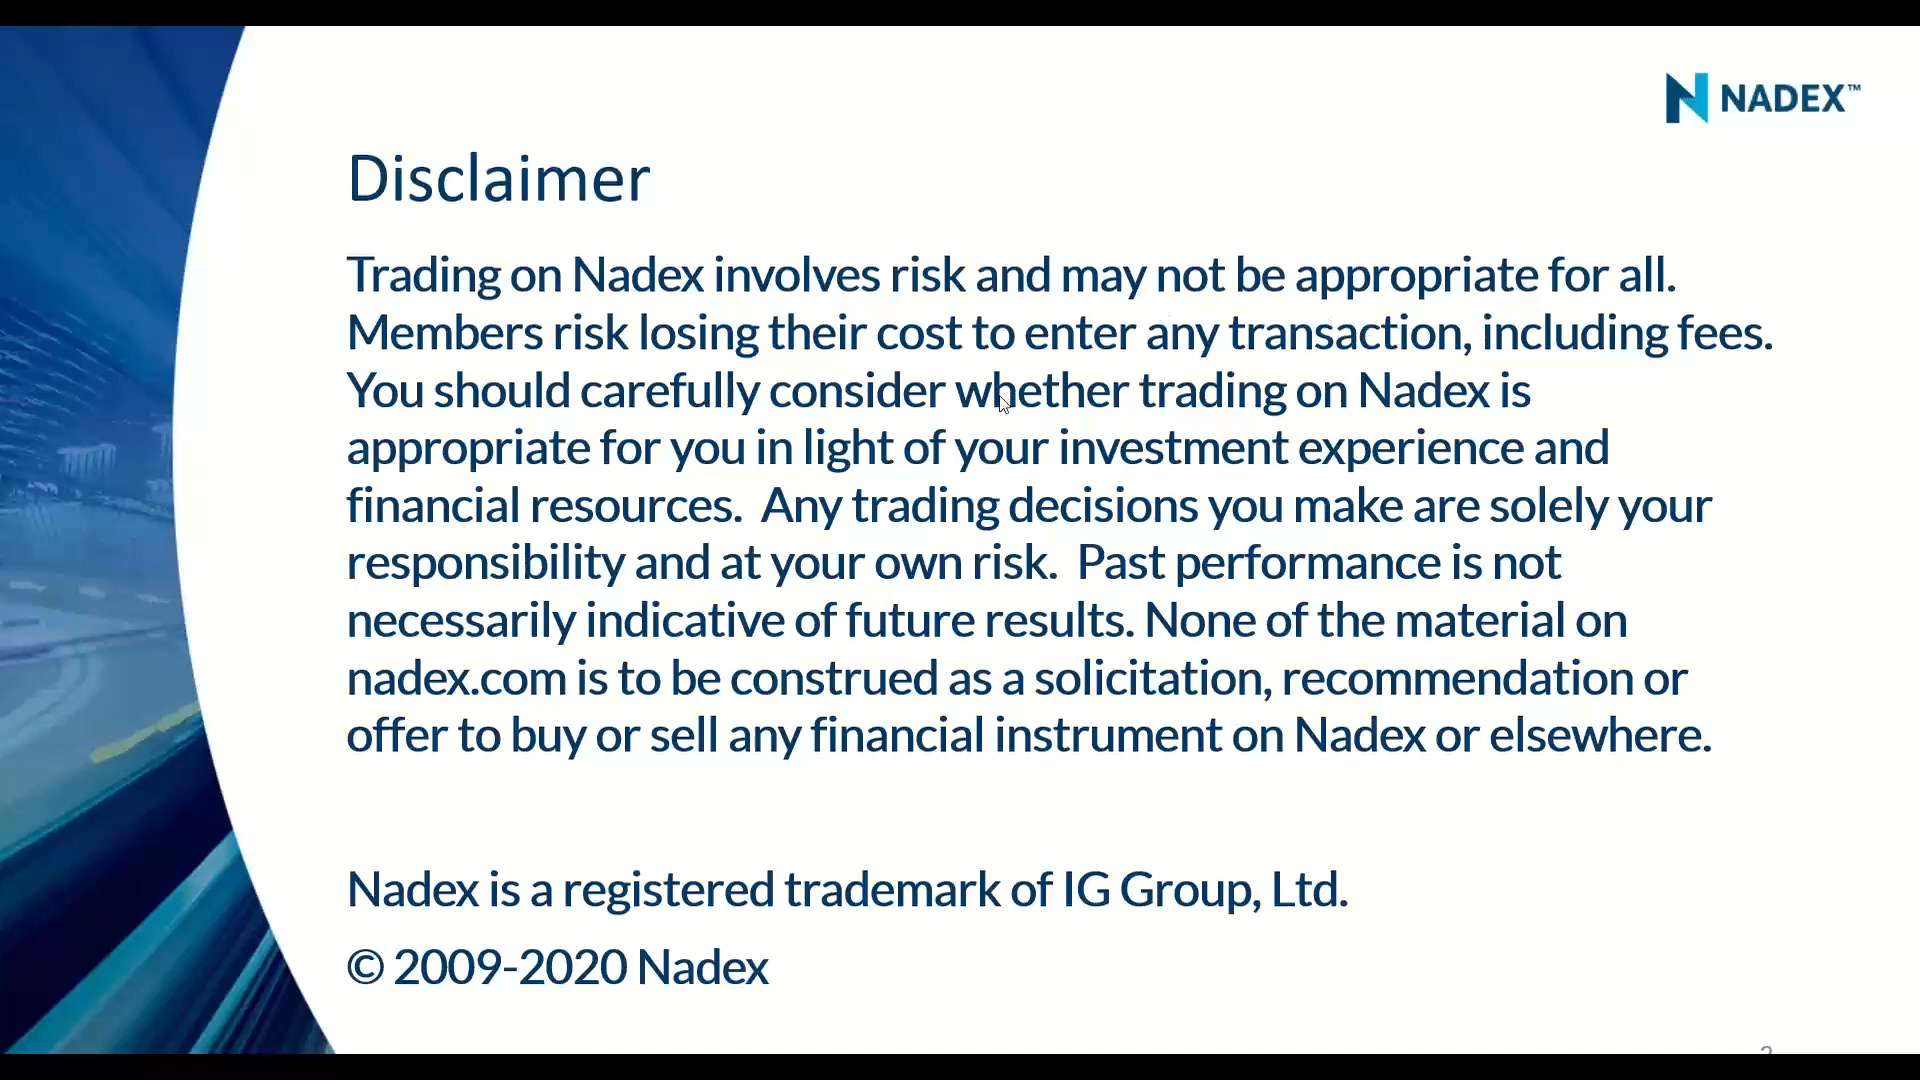 NADEX™
Disclaimer
Trading on Nadex involves risk and may not be appropriate for all.
Members risk losing their cost to enter any transaction, including fees.
You should carefully consider whether trading on Nadex is
appropriate for you in light of your investment experience and
financial resources.  Any trading decisions you make are solely your
responsibility and at your own risk.  Past performance is not
necessarily indicative of future results. None of the material on
nadex.com is to be construed as a solicitation, recommendation or
offer to buy or sell any financial instrument on Nadex or elsewhere.
Nadex is a registered trademark of IG Group, Ltd.
© 2009-2020 Nadex